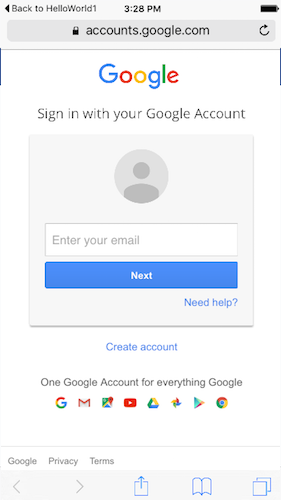 Back to HelloWorld1 3:28 PM
accounts.google.com
Google
Sign in with your Google Account
Enter your email
Next
Need help?
Create account
One Google Account for everything Google
Google Privacy Terms